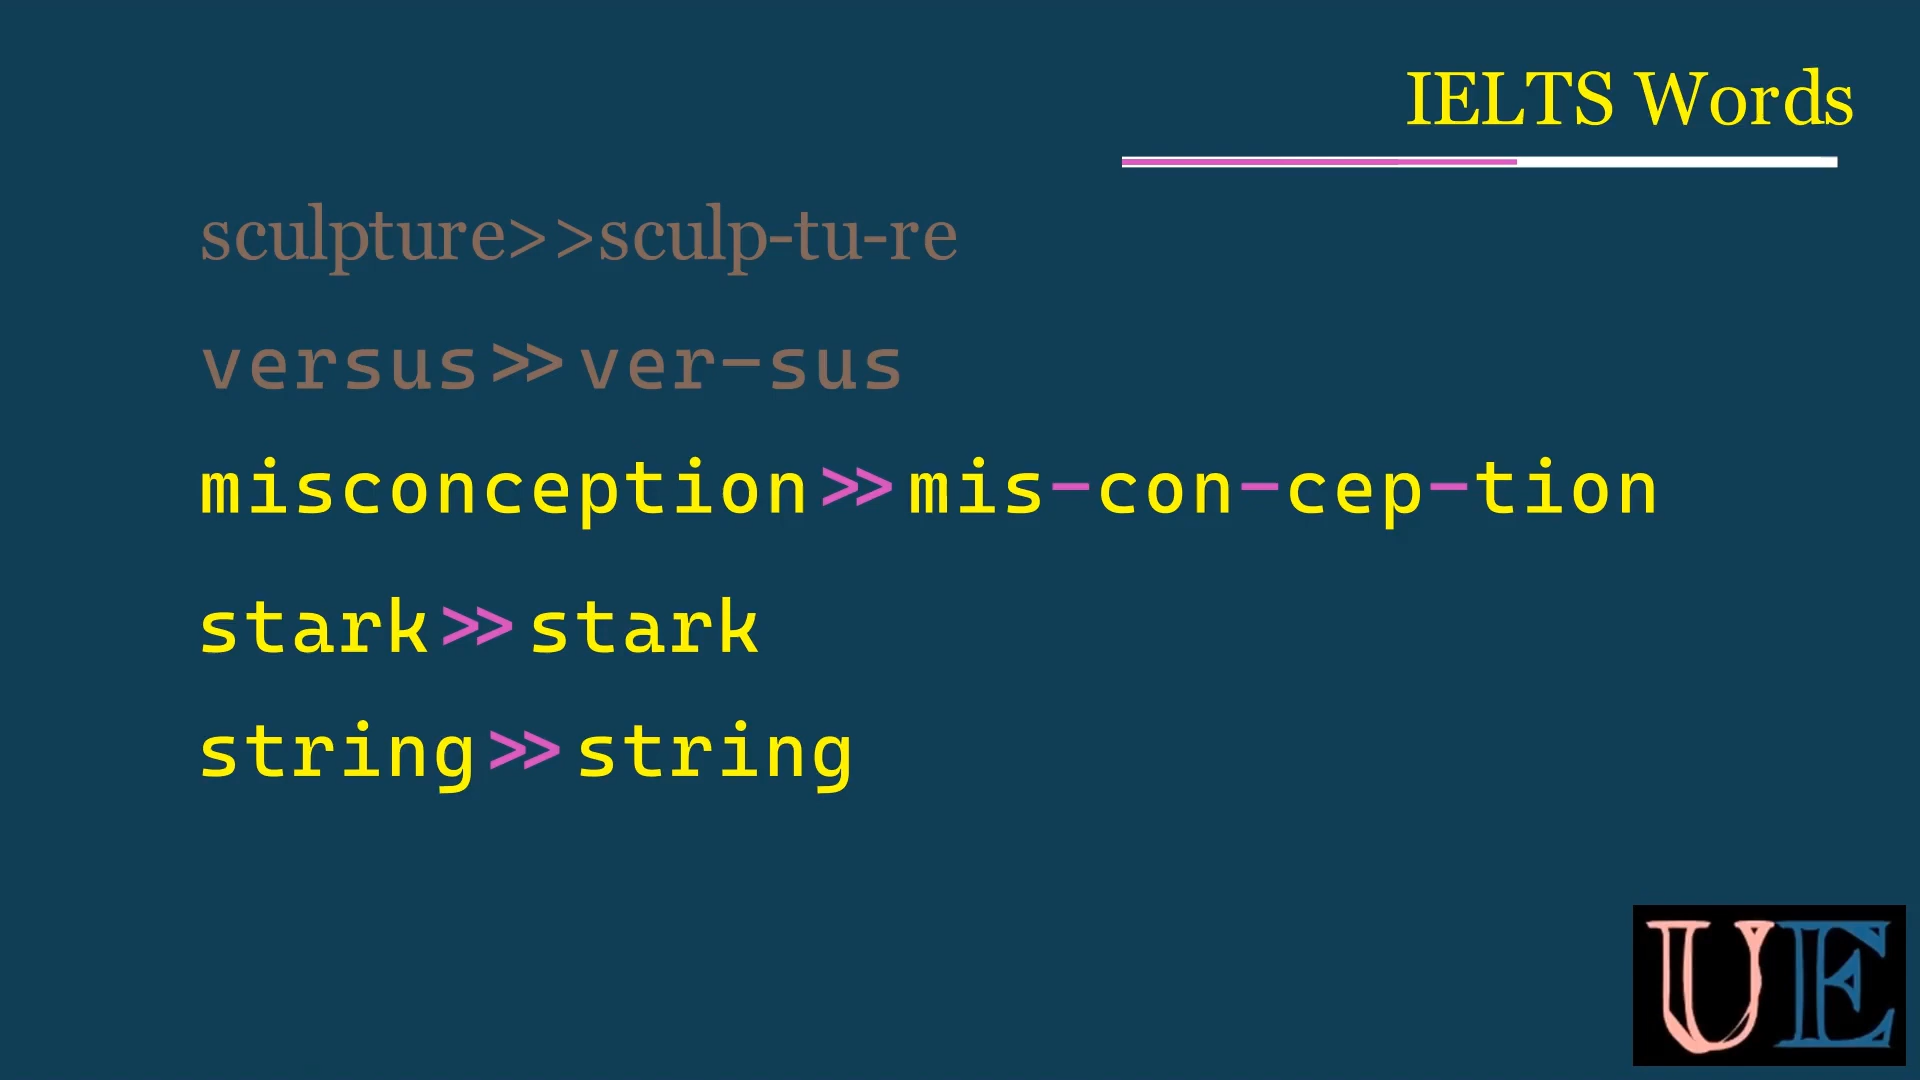 IELTS Words
sculpture>>sculp-tu-re
versus>>ver-sus
misconception>>mis-con-cep-tion
stark>>stark
string>>string
UE